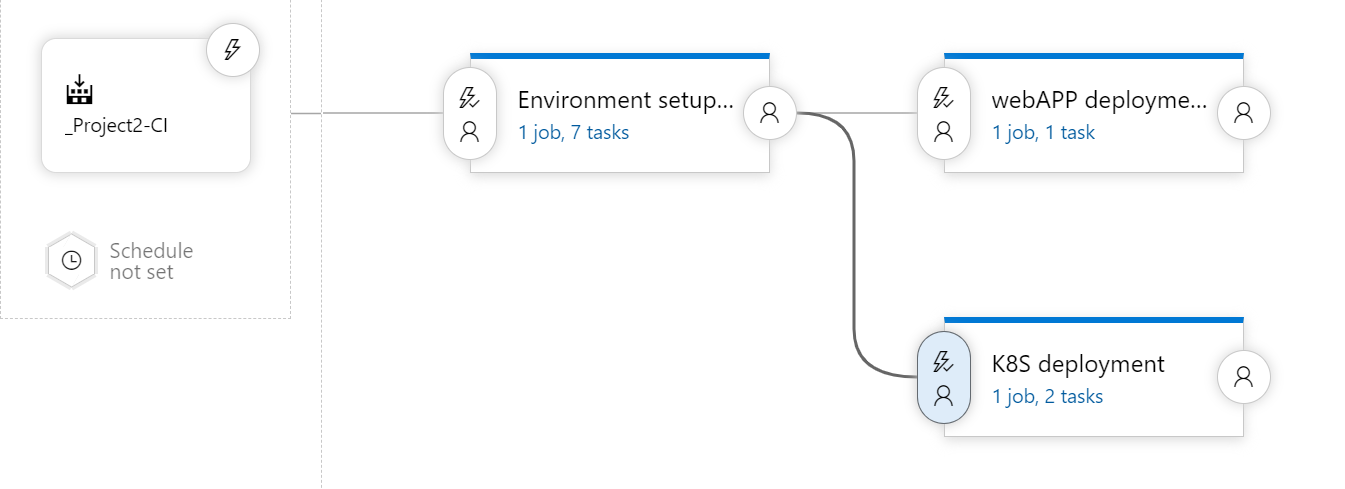 _Project2-CI
Schedule
not set
Environment setup...
1 job, 7 tasks
webAPP deployme...
1 job, 1 task
K8S deployment
1 job, 2 tasks